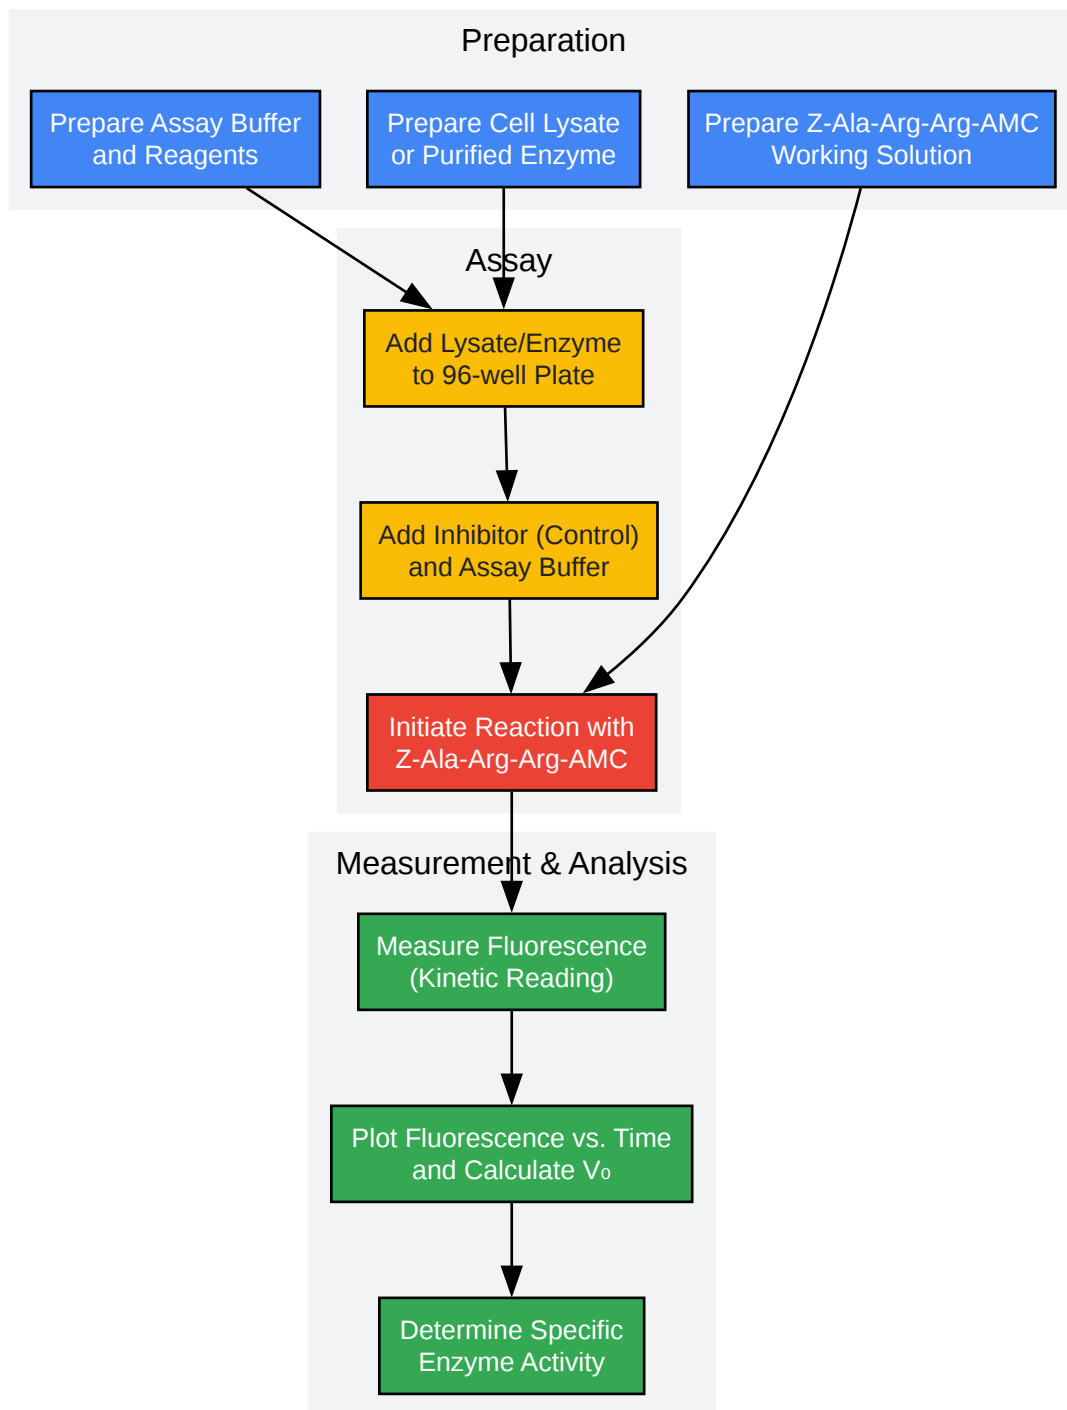 Preparation
Prepare Assay Buffer
and Reagents
Prepare Cell Lysate
or Purified Enzyme
Prepare Z-Ala-Arg-Arg-AMC
Working Solution
Assay
Add Lysate/Enzyme
to 96-well Plate
Add Inhibitor (Control)
and Assay Buffer
Initiate Reaction with
Z-Ala-Arg-Arg-AMC
Measurement & Analysis
Measure Fluorescence
(Kinetic Reading)
Plot Fluorescence vs. Time
and Calculate V₀
Determine Specific
Enzyme Activity